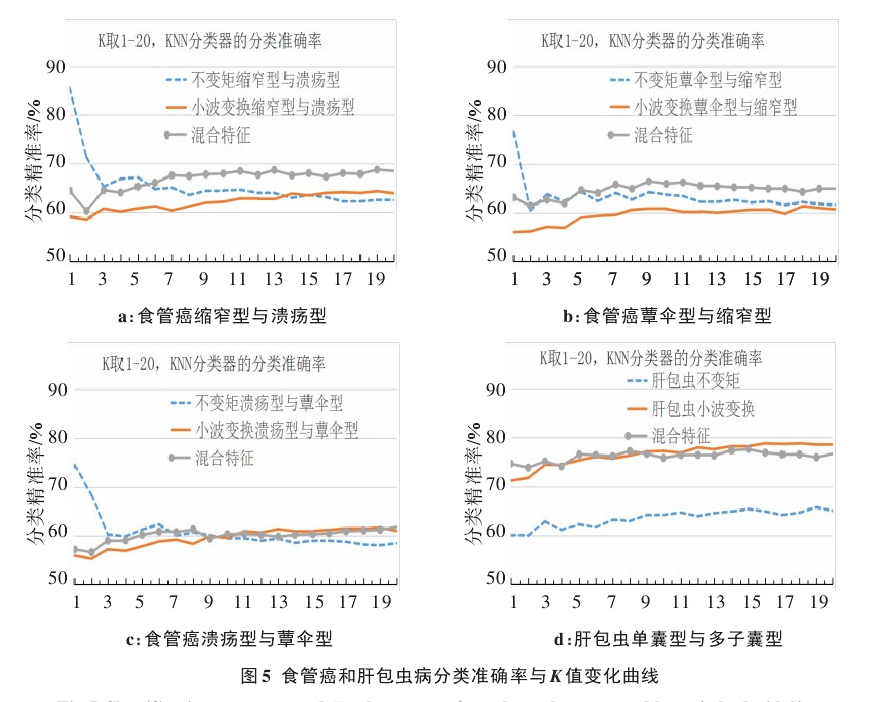 K取1-20，KNN分类器的分类准确率
不变矩缩窄型与溃疡型
小波变换缩窄型与溃疡型
混合特征
分类精准率/%
90
80
70
60
50
1 3 5 7 9 11 13 15 17 19
a:食管癌缩窄型与溃疡型
K取1-20，KNN分类器的分类准确率
不变矩蕈伞型与缩窄型
小波变换蕈伞型与缩窄型
混合特征
分类精准率/%
90
80
70
60
50
1 3 5 7 9 11 13 15 17 19
b:食管癌蕈伞型与缩窄型
K取1-20，KNN分类器的分类准确率
不变矩溃疡型与蕈伞型
小波变换溃疡型与蕈伞型
混合特征
分类精准率/%
90
80
70
60
50
1 3 5 7 9 11 13 15 17 19
c:食管癌溃疡型与蕈伞型
K取1-20，KNN分类器的分类准确率
肝包虫不变矩
肝包虫小波变换
混合特征
分类精准率/%
90
80
70
60
50
1 3 5 7 9 11 13 15 17 19
d:肝包虫单囊型与多子囊型
图5 食管癌和肝包虫病分类准确率与K值变化曲线